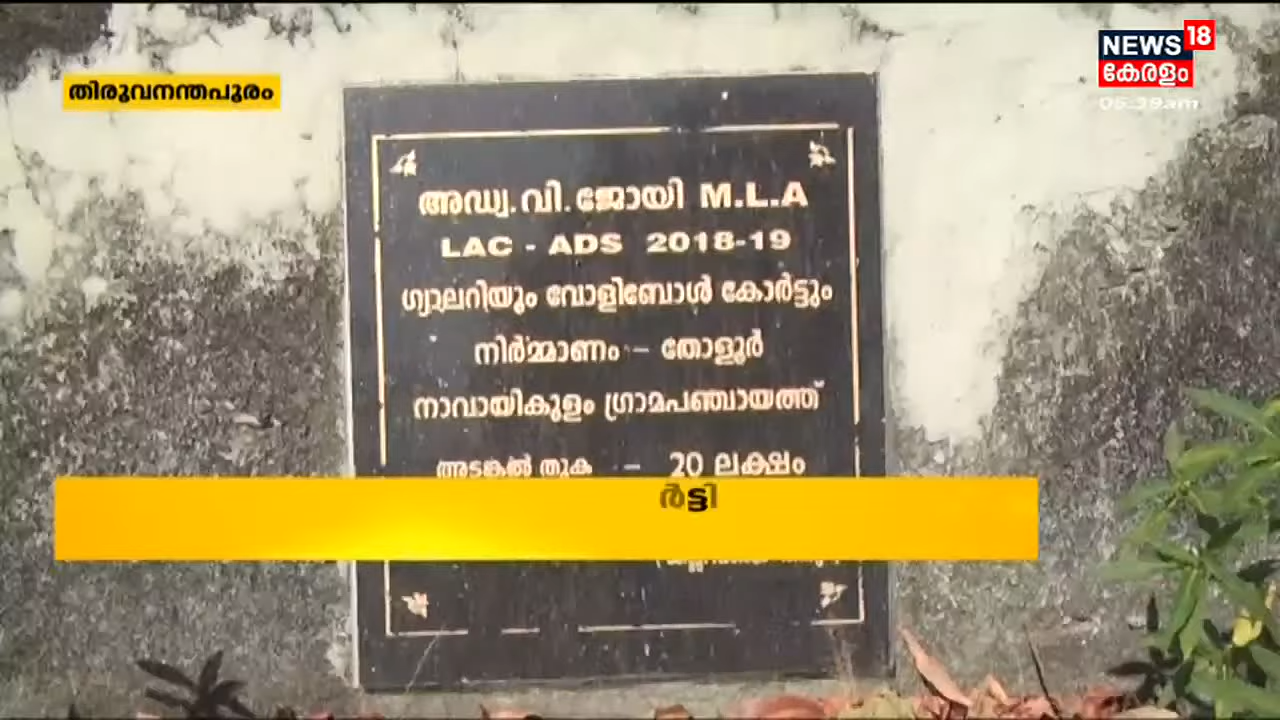 തിരുവനന്തപുരം
NEWS 18
കേരളം
05.39am
അഡ്വ.വി.ജോയി M.L.A
LAC - ADS 2018-19
ഗ്യാലറിയും വോളിബോൾ കോർട്ടും
നിർമ്മാണം - തോളൂർ
നാവായികുളം ഗ്രാമപഞ്ചായത്ത്
അടങ്കൽ തുക - 20 ലക്ഷം
ർട്ടി